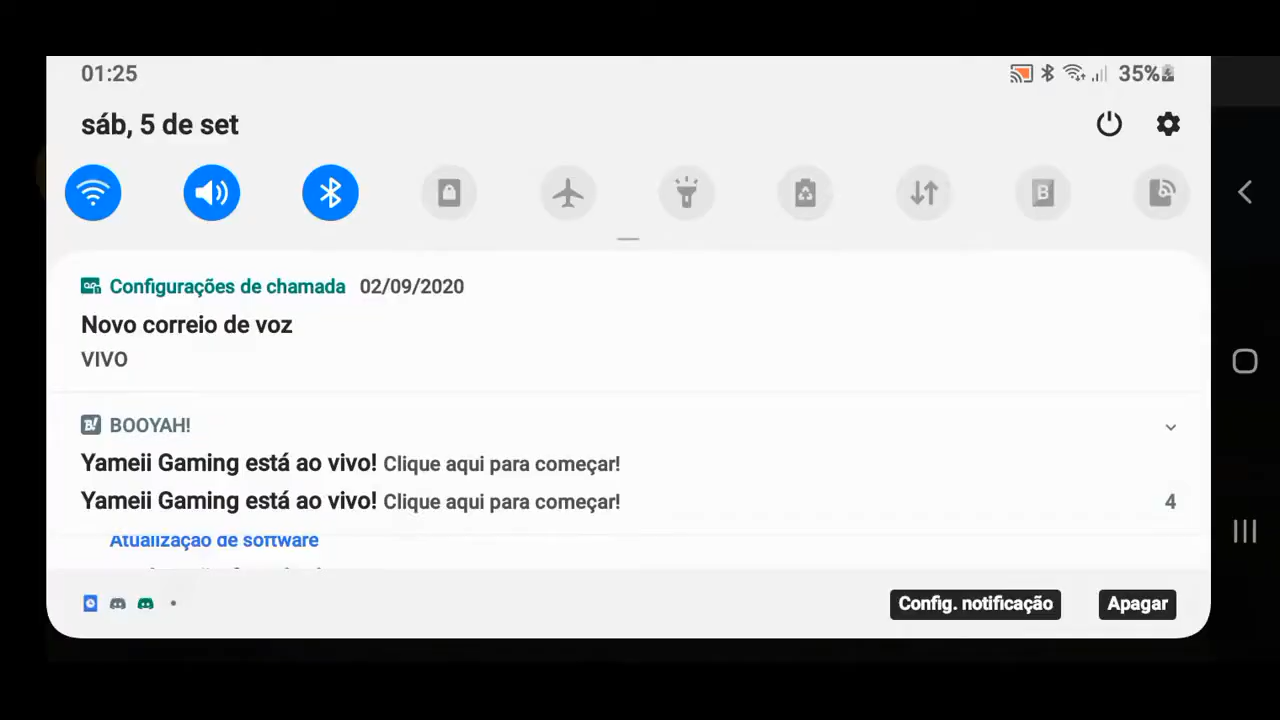 01:25
35%
sáb, 5 de set
Configurações de chamada 02/09/2020
Novo correio de voz
VIVO
BOOYAH!
Yameii Gaming está ao vivo! Clique aqui para começar!
Yameii Gaming está ao vivo! Clique aqui para começar! 4
Atualização de software
Config. notificação Apagar